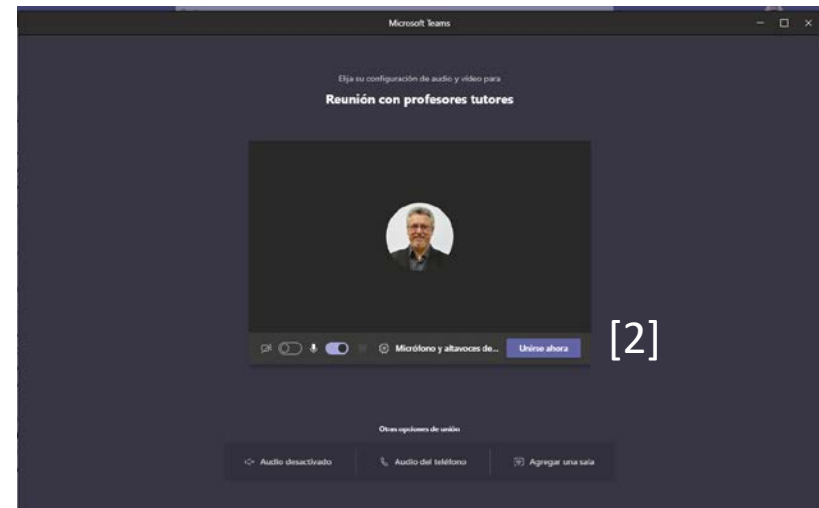 Microsoft Teams
Elija su configuración de audio y vídeo para
Reunión con profesores tutores
Micrófono y altavoces de...
Unirse ahora
[2]
Otras opciones de unión
Audio desactivado
Audio del teléfono
Agregar una sala